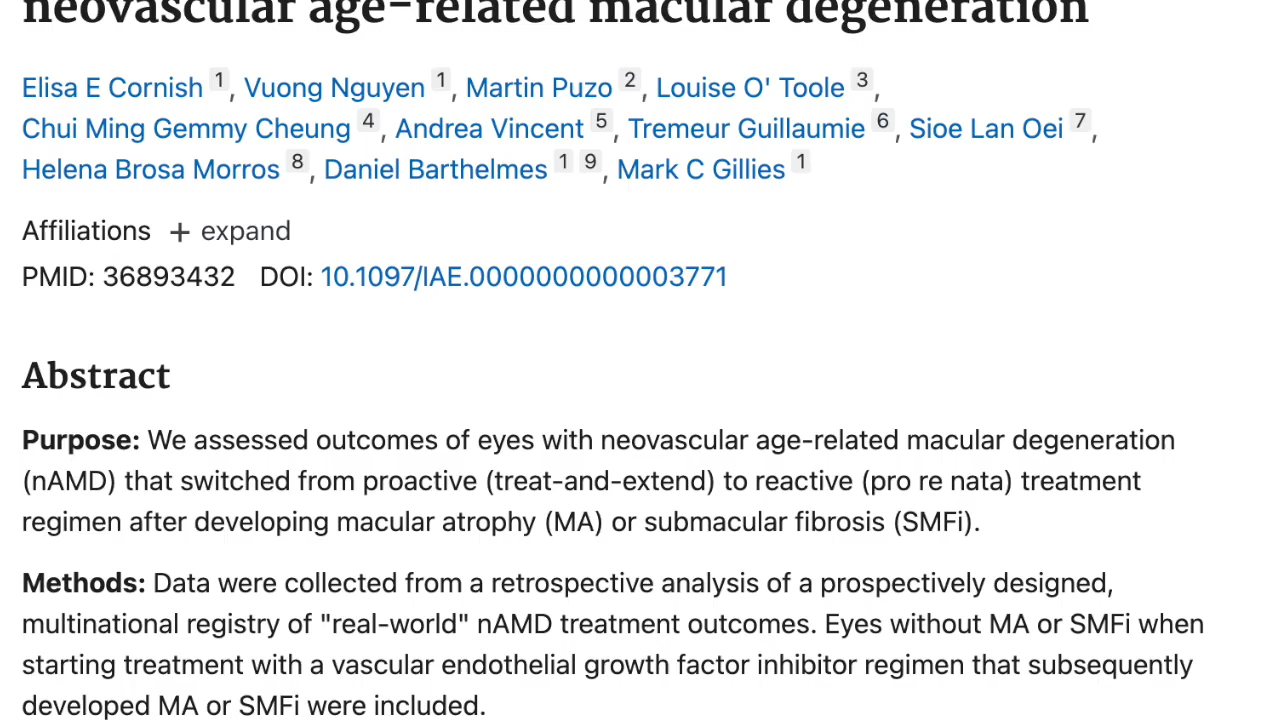 neovascular age-related macular degeneration
Elisa E Cornish 1, Vuong Nguyen 1, Martin Puzo 2, Louise O' Toole 3,
Chui Ming Gemmy Cheung 4, Andrea Vincent 5, Tremeur Guillaumie 6, Sioe Lan Oei 7,
Helena Brosa Morros 8, Daniel Barthelmes 1 9, Mark C Gillies 1
Affiliations + expand
PMID: 36893432 DOI: 10.1097/IAE.0000000000003771
Abstract
Purpose: We assessed outcomes of eyes with neovascular age-related macular degeneration
(nAMD) that switched from proactive (treat-and-extend) to reactive (pro re nata) treatment
regimen after developing macular atrophy (MA) or submacular fibrosis (SMFi).
Methods: Data were collected from a retrospective analysis of a prospectively designed,
multinational registry of "real-world" nAMD treatment outcomes. Eyes without MA or SMFi when
starting treatment with a vascular endothelial growth factor inhibitor regimen that subsequently
developed MA or SMFi were included.